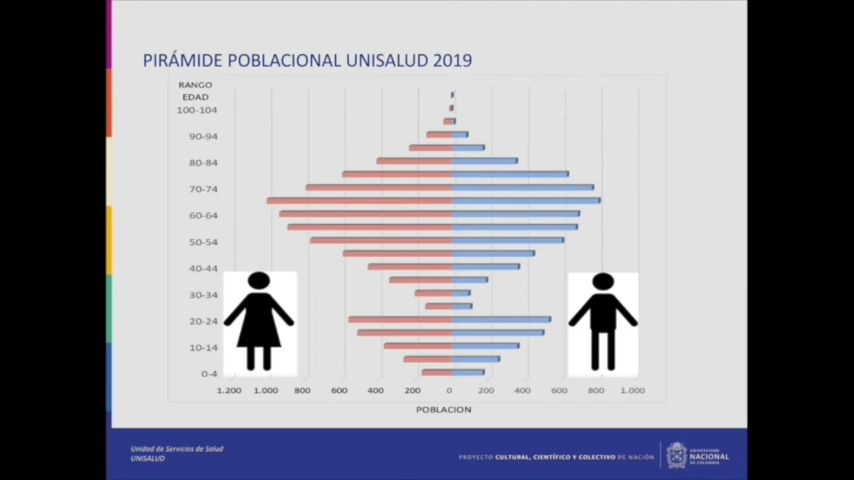 PIRÁMIDE POBLACIONAL UNISALUD 2019
RANGO
EDAD
100-104
90-94
80-84
70-74
60-64
50-54
40-44
30-34
20-24
10-14
0-4
1.200 1.000 800 600 400 200 0 200 400 600 800 1.000
POBLACION
Unidad de Servicios de Salud
UNISALUD
PROYECTO CULTURAL, CIENTÍFICO Y COLECTIVO DE NACIÓN
UNIVERSIDAD
NACIONAL
DE COLOMBIA